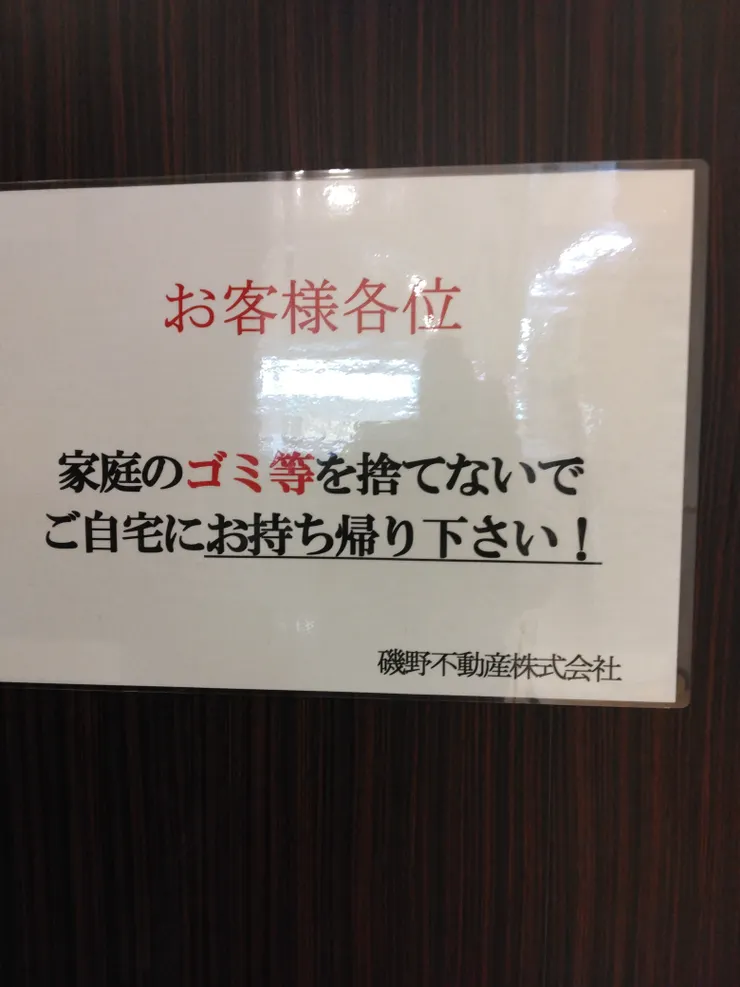 お客様各位
家庭のゴミ等を捨てないで
ご自宅にお持ち帰り下さい！
磯野不動産株式会社